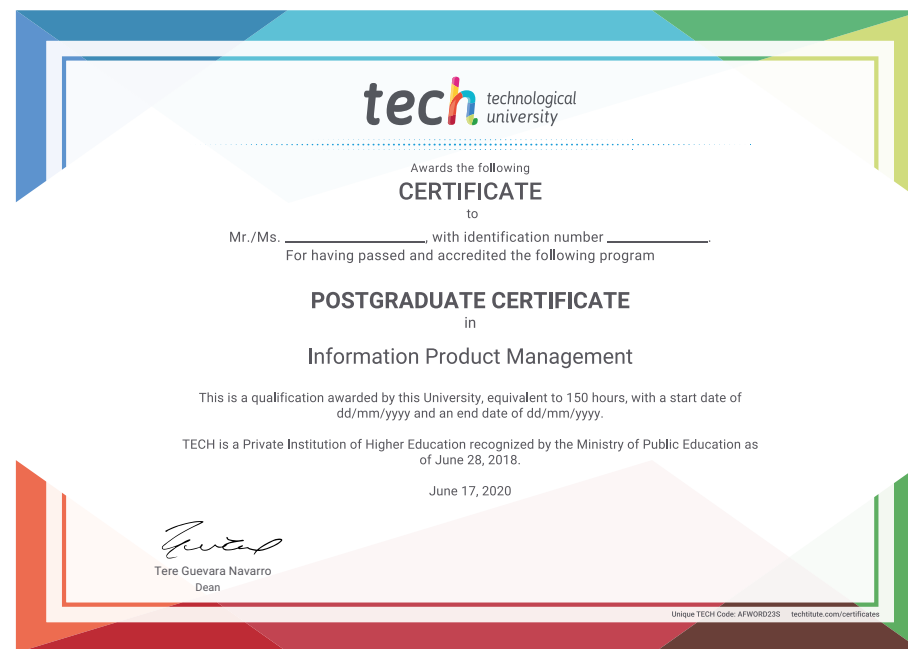 tech technological
university
Awards the following
CERTIFICATE
to
Mr./Ms. ____________________, with identification number ______________.
For having passed and accredited the following program
POSTGRADUATE CERTIFICATE
in
Information Product Management
This is a qualification awarded by this University, equivalent to 150 hours, with a start date of
dd/mm/yyyy and an end date of dd/mm/yyyy.
TECH is a Private Institution of Higher Education recognized by the Ministry of Public Education as
of June 28, 2018.
June 17, 2020
Tere Guevara Navarro
Dean
Unique TECH Code: AFWORD23S techtitute.com/certificates